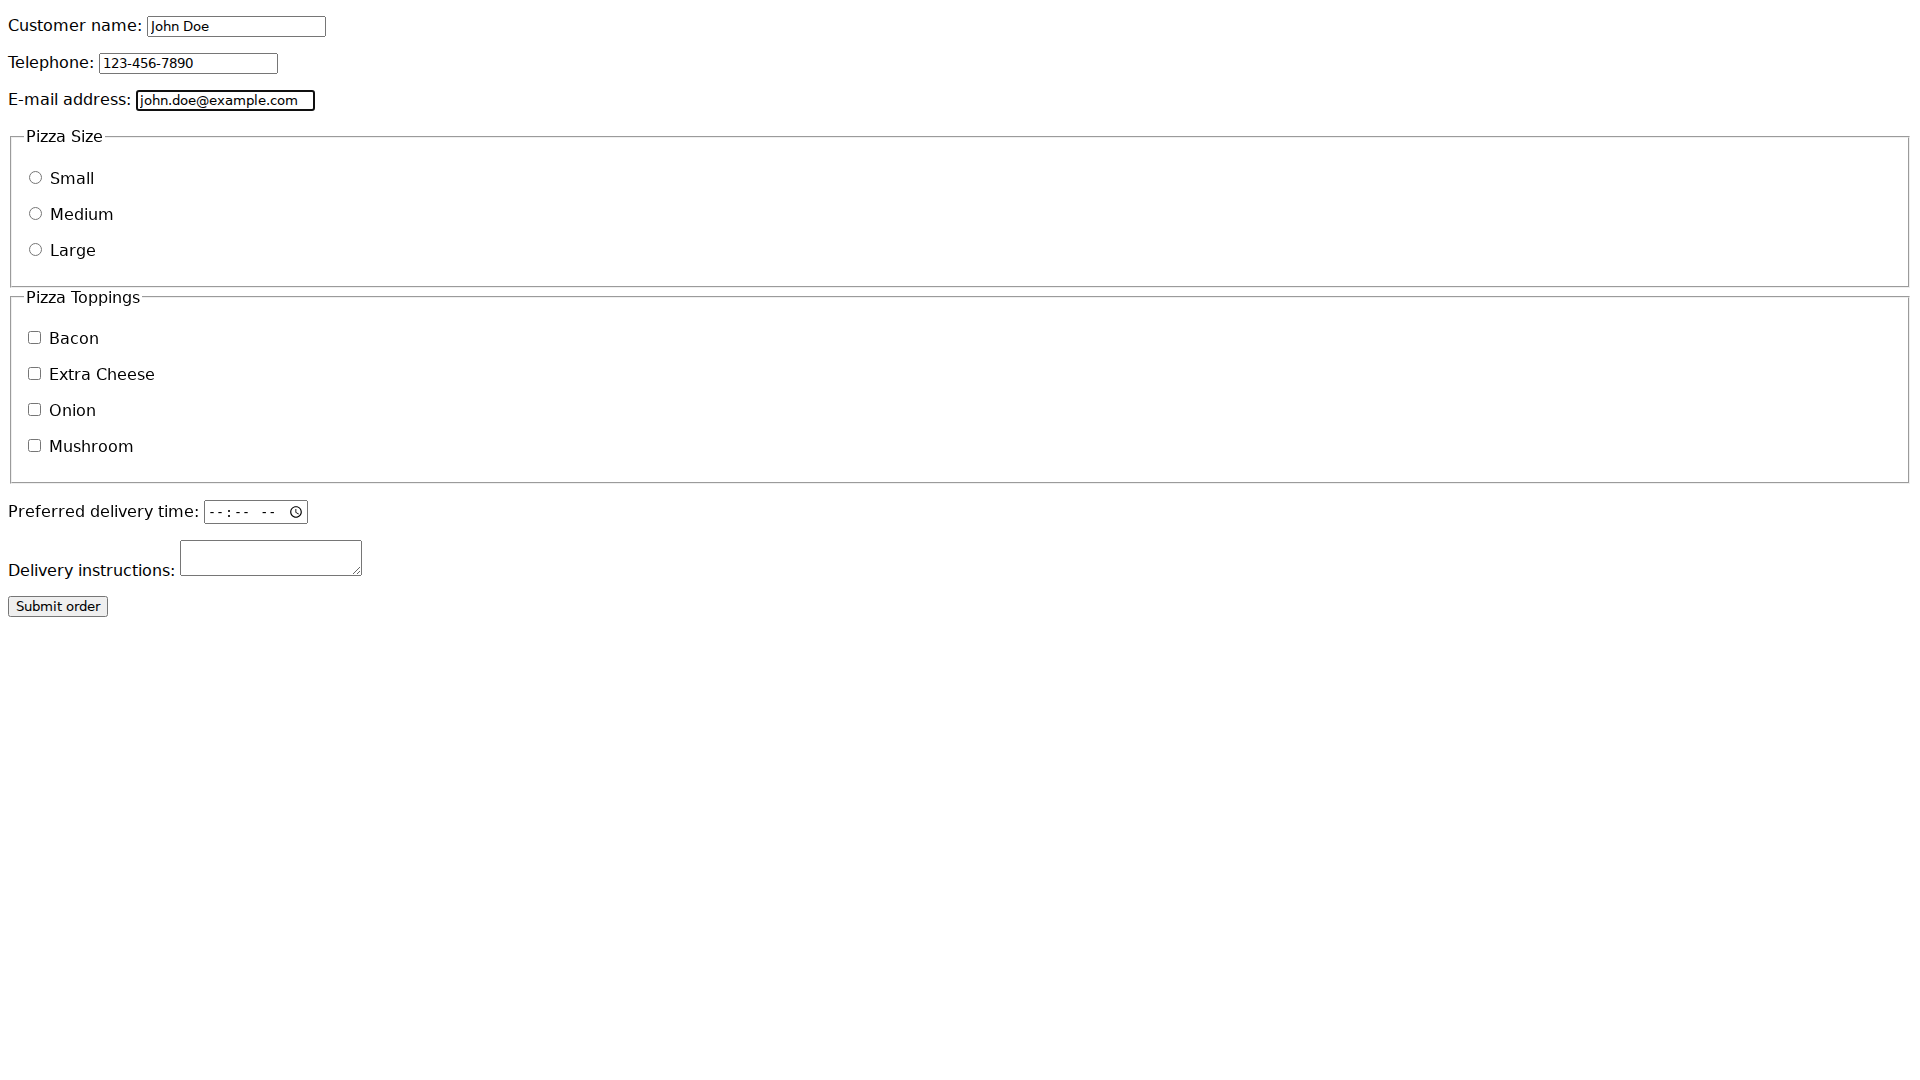 Customer name: John Doe
Telephone: 123-456-7890
E-mail address: john.doe@example.com
Pizza Size
Small
Medium
Large
Pizza Toppings
Bacon
Extra Cheese
Onion
Mushroom
Preferred delivery time: --:-- --
Delivery instructions:
Submit order